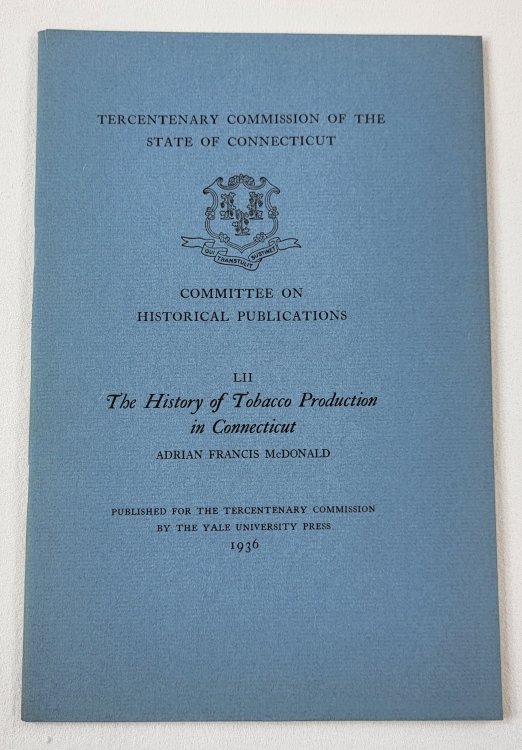 TERCENTENARY COMMISSION OF THE
STATE OF CONNECTICUT
QUI TRANSTULIT SUSTINET
COMMITTEE ON
HISTORICAL PUBLICATIONS
LII
The History of Tobacco Production
in Connecticut
ADRIAN FRANCIS McDONALD
PUBLISHED FOR THE TERCENTENARY COMMISSION
BY THE YALE UNIVERSITY PRESS
1936